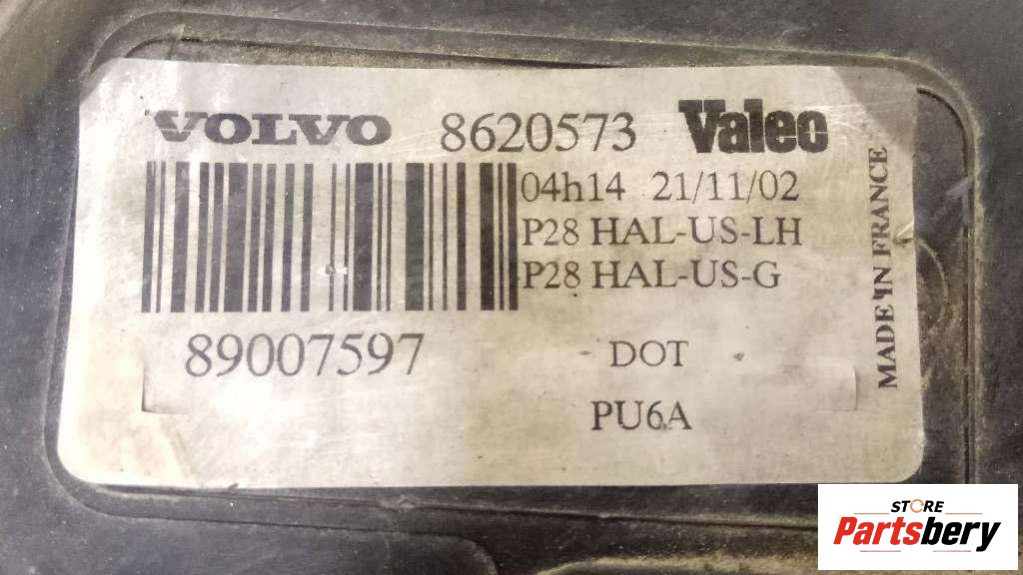 VOLVO 8620573 Valeo
04h14 21/11/02
P28 HAL-US-LH
P28 HAL-US-G
89007597
DOT
PU6A
MADE IN FRANCE
STORE
Partsbery